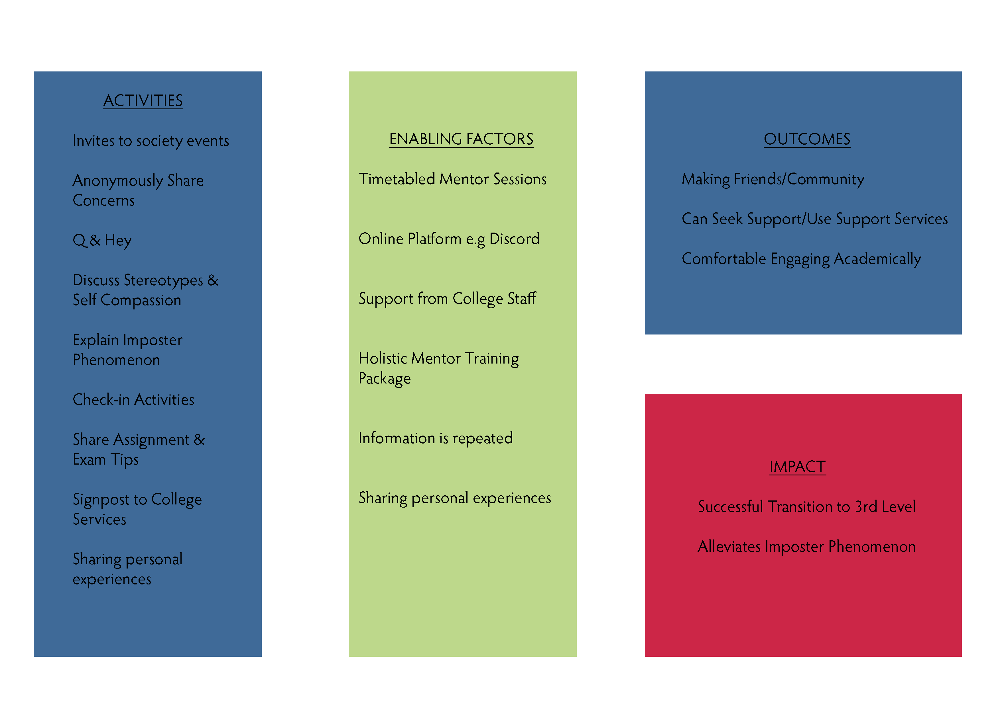 ACTIVITIES
Invites to society events
Anonymously Share
Concerns
Q & Hey
Discuss Stereotypes &
Self Compassion
Explain Imposter
Phenomenon
Check-in Activities
Share Assignment &
Exam Tips
Signpost to College
Services
Sharing personal
experiences
ENABLING FACTORS
Timetabled Mentor Sessions
Online Platform e.g Discord
Support from College Staff
Holistic Mentor Training
Package
Information is repeated
Sharing personal experiences
OUTCOMES
Making Friends/Community
Can Seek Support/Use Support Services
Comfortable Engaging Academically
IMPACT
Successful Transition to 3rd Level
Alleviates Imposter Phenomenon